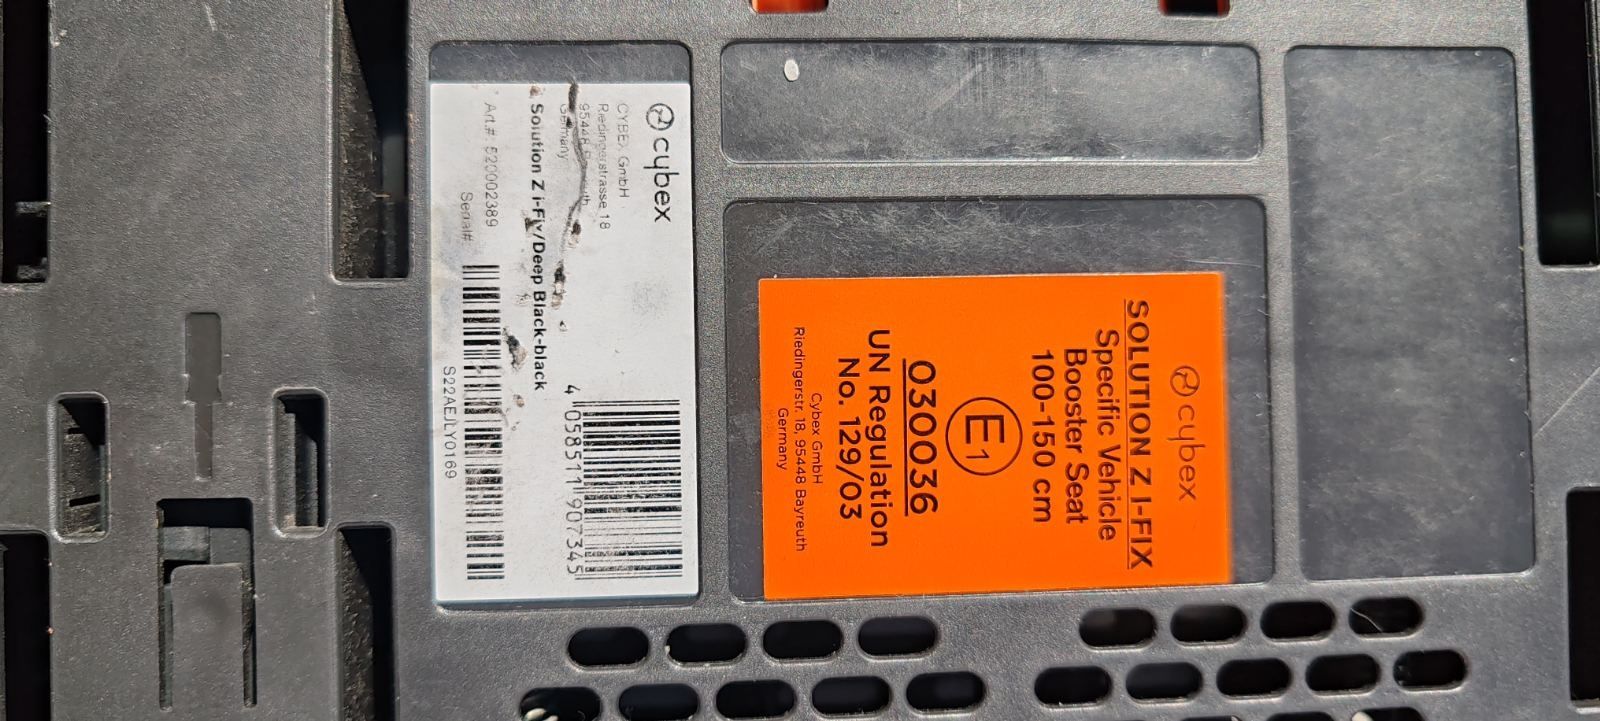 cybex
CYBEX GmbH
Riedingerstrasse 18
95448
Germany
Solution Z i-Fix/Deep Black-black
Art.# 520002389
Serial#:
S22AEJLY0169
4 058511 907345
cybex
SOLUTION Z I-FIX
Specific Vehicle
Booster Seat
100-150 cm
E1
030036
UN Regulation
No. 129/03
Cybex GmbH
Riedingerstr. 18, 95448 Bayreuth
Germany